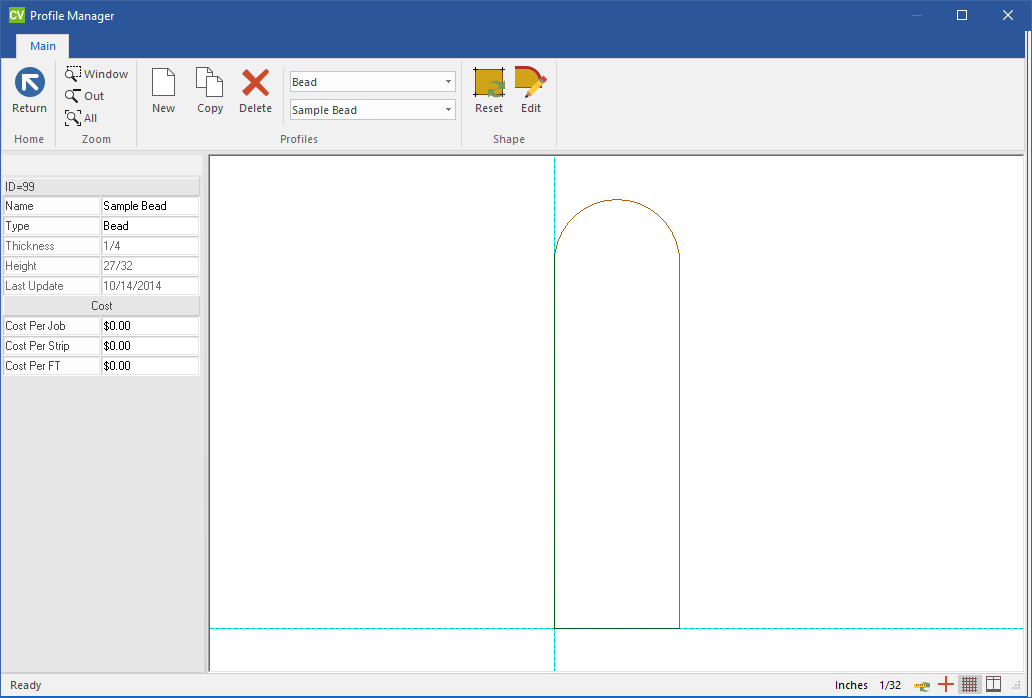 CV Profile Manager
Main
Return
Home
Window
Out
All
Zoom
New
Copy
Delete
Bead
Sample Bead
Profiles
Reset
Edit
Shape
ID=99
Name Sample Bead
Type Bead
Thickness 1/4
Height 27/32
Last Update 10/14/2014
Cost
Cost Per Job $0.00
Cost Per Strip $0.00
Cost Per FT $0.00
Ready Inches 1/32